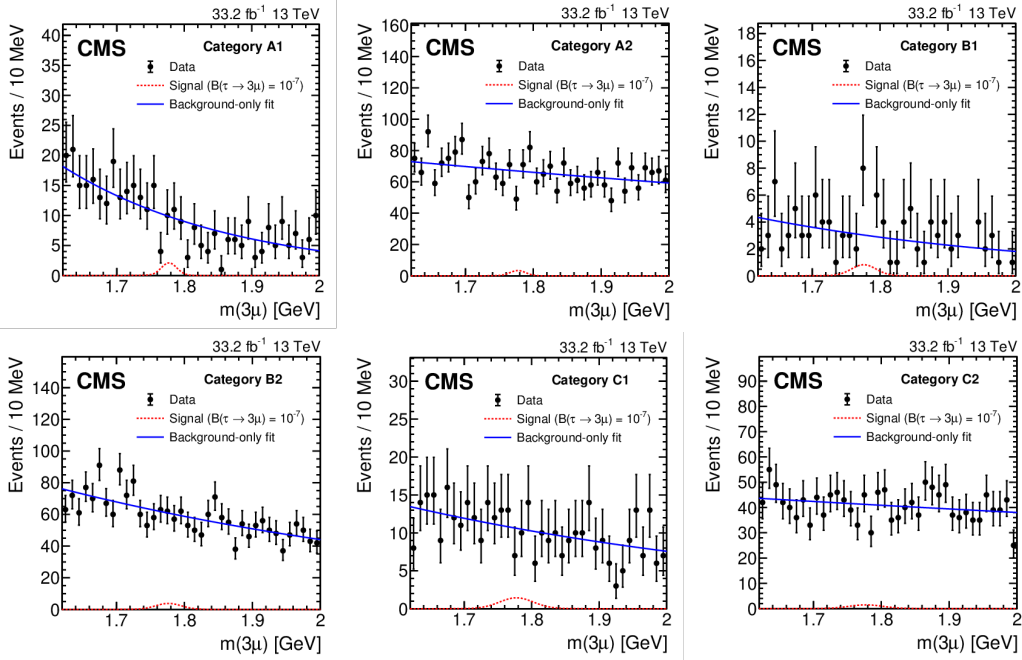 33.2 fb⁻¹ 13 TeV
CMS
Category A1
Data
Signal (B(τ → 3μ) = 10⁻⁷)
Background-only fit
Events / 10 MeV
40
35
30
25
20
15
10
5
0
1.7 1.8 1.9 2
m(3μ) [GeV]
33.2 fb⁻¹ 13 TeV
CMS
Category A2
Data
Signal (B(τ → 3μ) = 10⁻⁷)
Background-only fit
Events / 10 MeV
160
140
120
100
80
60
40
20
0
1.7 1.8 1.9 2
m(3μ) [GeV]
33.2 fb⁻¹ 13 TeV
CMS
Category B1
Data
Signal (B(τ → 3μ) = 10⁻⁷)
Background-only fit
Events / 10 MeV
18
16
14
12
10
8
6
4
2
0
1.7 1.8 1.9 2
m(3μ) [GeV]
33.2 fb⁻¹ 13 TeV
CMS
Category B2
Data
Signal (B(τ → 3μ) = 10⁻⁷)
Background-only fit
Events / 10 MeV
140
120
100
80
60
40
20
0
1.7 1.8 1.9 2
m(3μ) [GeV]
33.2 fb⁻¹ 13 TeV
CMS
Category C1
Data
Signal (B(τ → 3μ) = 10⁻⁷)
Background-only fit
Events / 10 MeV
30
25
20
15
10
5
0
1.7 1.8 1.9 2
m(3μ) [GeV]
33.2 fb⁻¹ 13 TeV
CMS
Category C2
Data
Signal (B(τ → 3μ) = 10⁻⁷)
Background-only fit
Events / 10 MeV
90
80
70
60
50
40
30
20
10
0
1.7 1.8 1.9 2
m(3μ) [GeV]